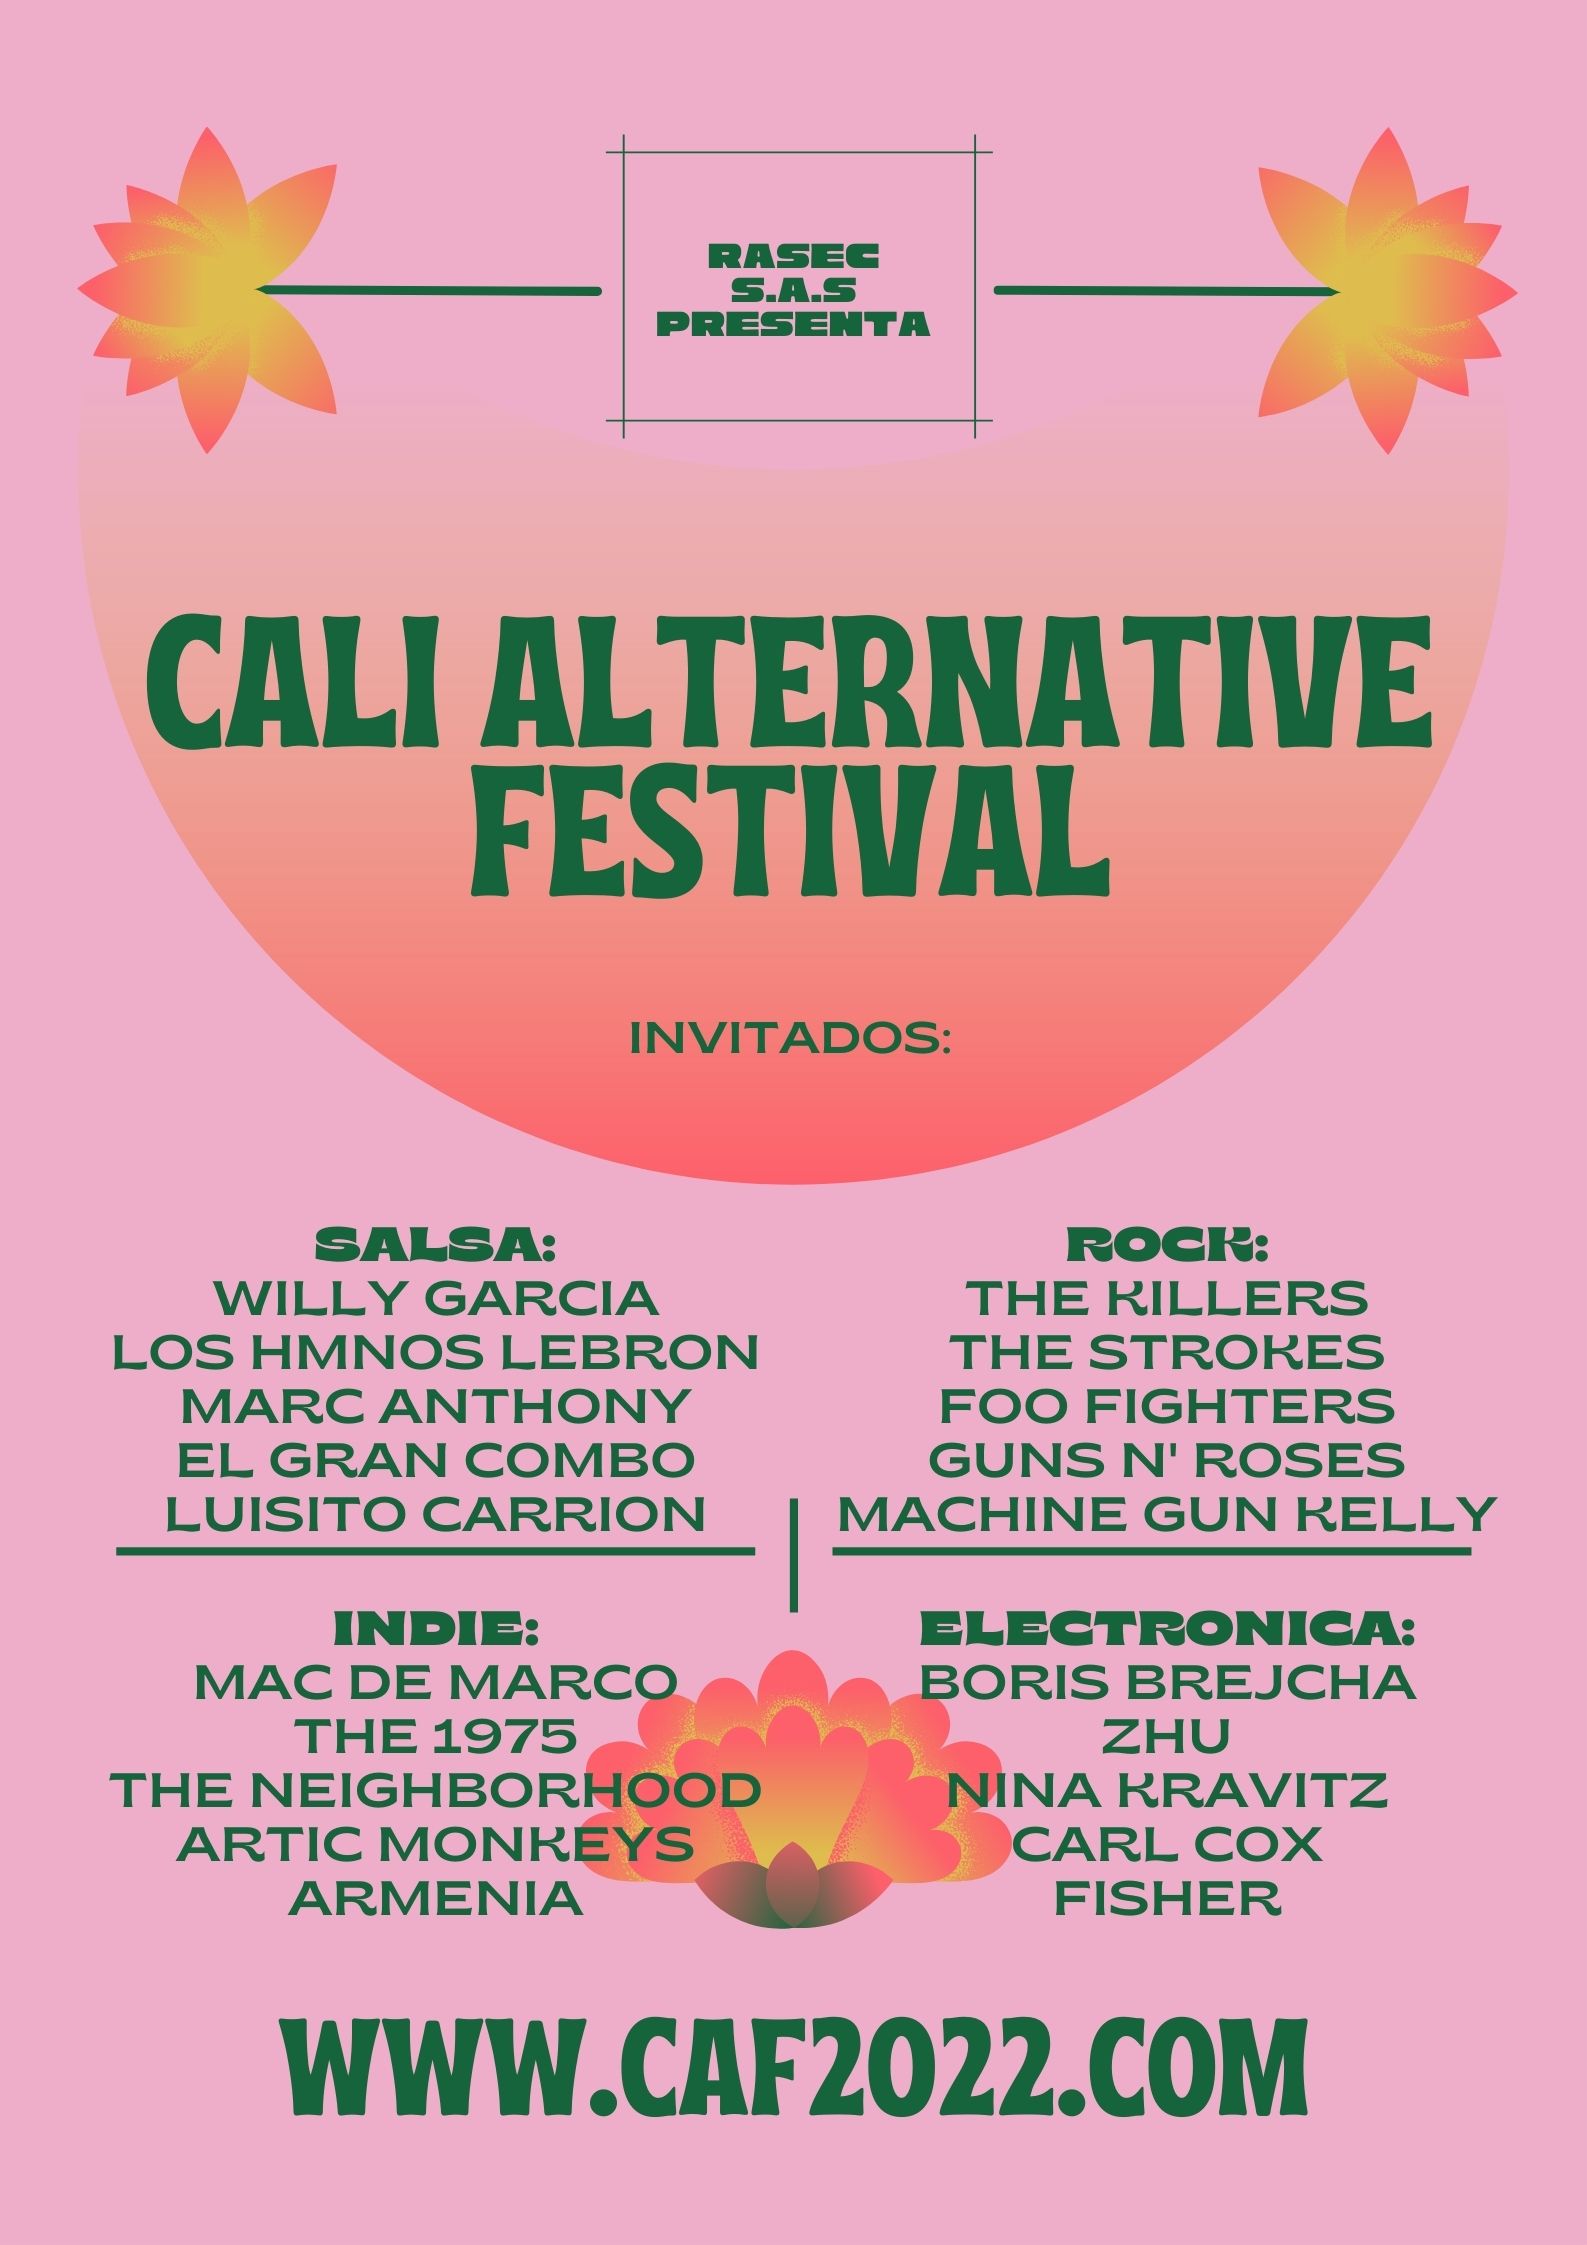 RASEC
S.A.S
PRESENTA
CALI ALTERNATIVE
FESTIVAL
INVITADOS:
SALSA:
WILLY GARCIA
LOS HMNOS LEBRON
MARC ANTHONY
EL GRAN COMBO
LUISITO CARRION
ROCK:
THE KILLERS
THE STROKES
FOO FIGHTERS
GUNS N' ROSES
MACHINE GUN KELLY
INDIE:
MAC DE MARCO
THE 1975
THE NEIGHBORHOOD
ARTIC MONKEYS
ARMENIA
ELECTRONICA:
BORIS BREJCHA
ZHU
NINA KRAVITZ
CARL COX
FISHER
WWW.CAF2022.COM